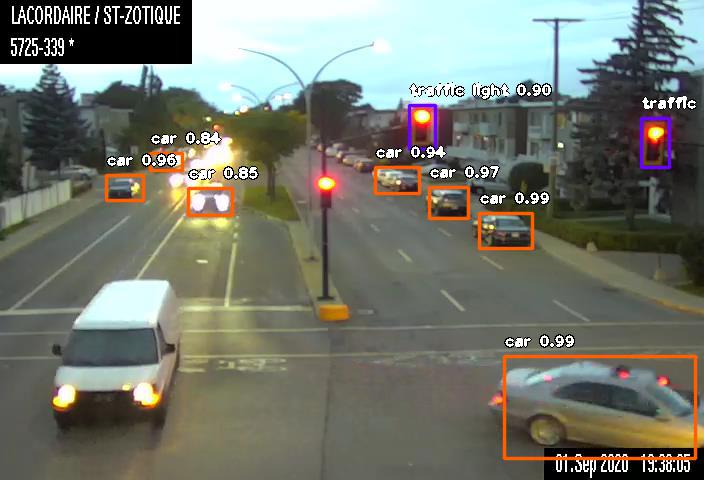 LACORDAIRE / ST-ZOTIQUE
5725-339 *
traffic light 0.90
traffic
car 0.84
car 0.96
car 0.94
car 0.85
car 0.97
car 0.99
car 0.99
01.Sep 2020 19:38:05